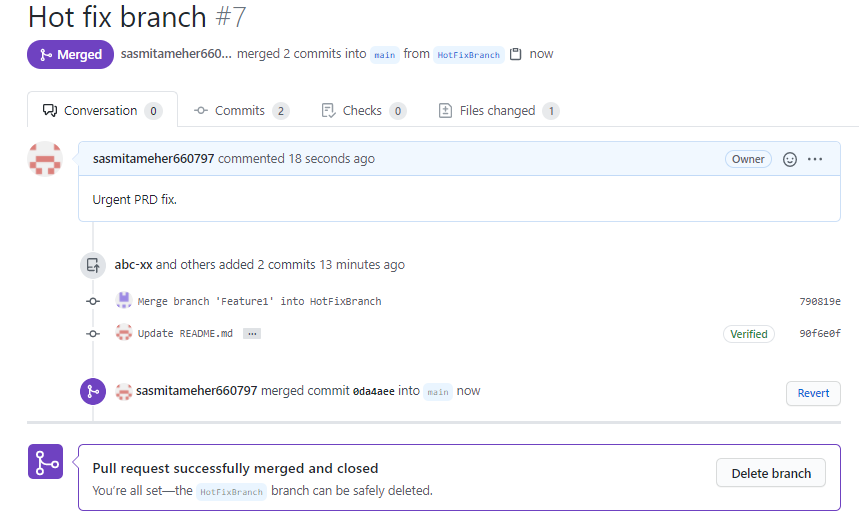 Hot fix branch #7
Merged sasmitameher660... merged 2 commits into main from HotFixBranch now
Conversation 0 Commits 2 Checks 0 Files changed 1
sasmitameher660797 commented 18 seconds ago Owner ...
Urgent PRD fix.
abc-xx and others added 2 commits 13 minutes ago
Merge branch 'Feature1' into HotFixBranch 790819e
Update README.md ... Verified 90f6e0f
sasmitameher660797 merged commit 0da4aee into main now Revert
Pull request successfully merged and closed
You're all set—the HotFixBranch branch can be safely deleted.
Delete branch